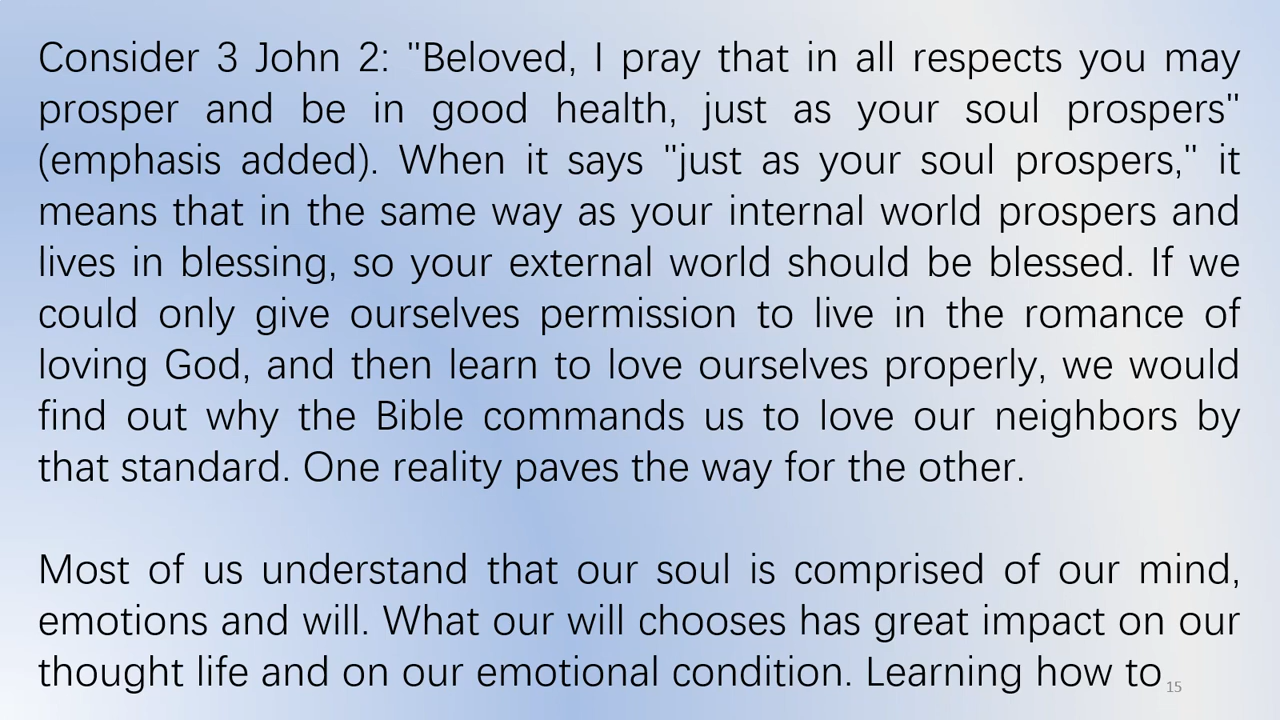 Consider 3 John 2: "Beloved, I pray that in all respects you may
prosper and be in good health, just as your soul prospers"
(emphasis added). When it says "just as your soul prospers," it
means that in the same way as your internal world prospers and
lives in blessing, so your external world should be blessed. If we
could only give ourselves permission to live in the romance of
loving God, and then learn to love ourselves properly, we would
find out why the Bible commands us to love our neighbors by
that standard. One reality paves the way for the other.
Most of us understand that our soul is comprised of our mind,
emotions and will. What our will chooses has great impact on our
thought life and on our emotional condition. Learning how to
15